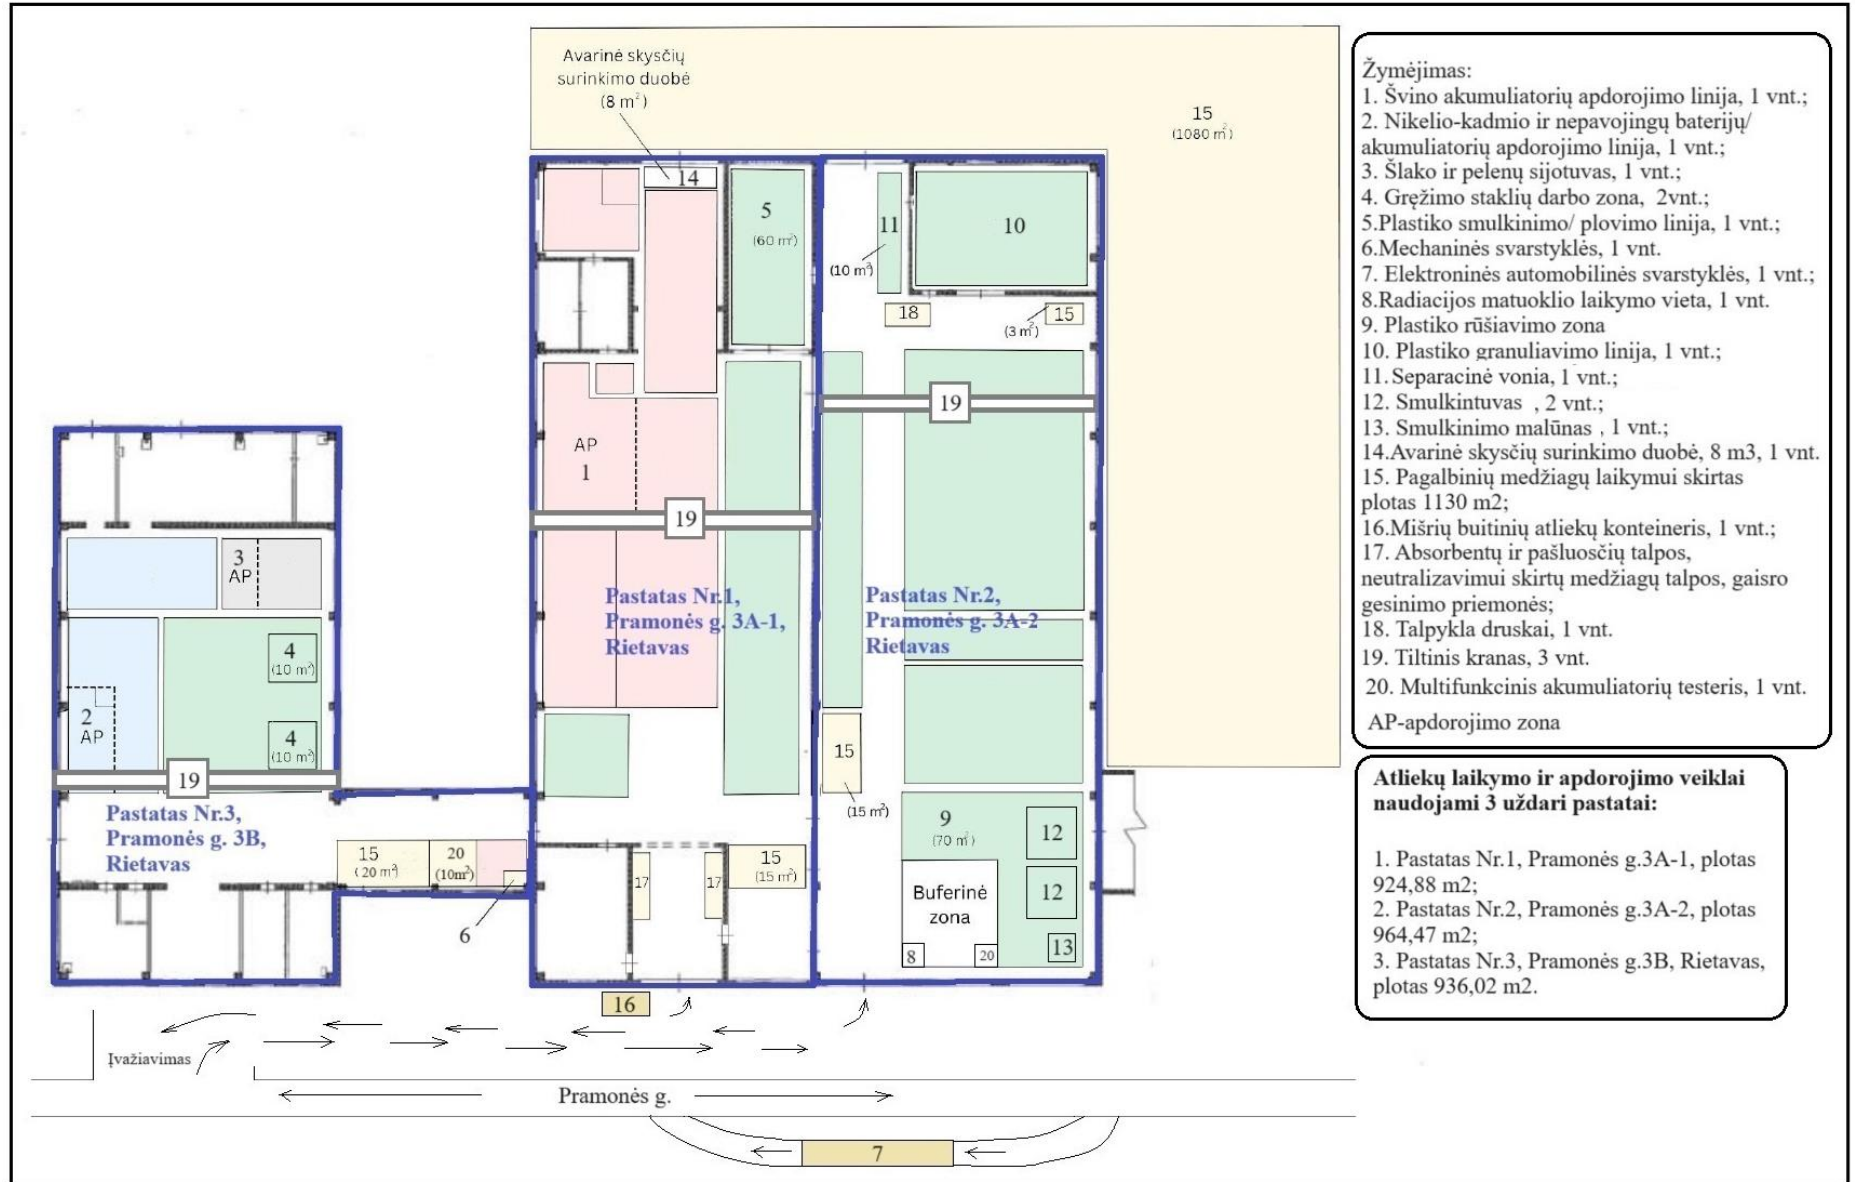 Avarinė skysčių
surinkimo duobė
(8 m²)
15
(1080 m²)
14
5
(60 m²)
11
(10 m²)
10
18
15
(3 m²)
19
AP
1
19
3
AP
4
(10 m²)
2
AP
4
(10 m²)
19
Pastatas Nr.1,
Pramonės g. 3A-1,
Rietavas
Pastatas Nr.2,
Pramonės g. 3A-2
Rietavas
15
(15 m²)
Pastatas Nr.3,
Pramonės g. 3B,
Rietavas
15
(20 m²)
20
(10m²)
6
17
17
15
(15 m²)
9
(70 m²)
12
12
13
Buferinė
zona
8
20
16
Įvažiavimas
Pramonės g.
7
Žymėjimas:
1. Švino akumuliatorių apdorojimo linija, 1 vnt.;
2. Nikelio-kadmio ir nepavojingų baterijų/
akumuliatorių apdorojimo linija, 1 vnt.;
3. Šlako ir pelenų sijotuvas, 1 vnt.;
4. Gręžimo staklių darbo zona, 2vnt.;
5.Plastiko smulkinimo/ plovimo linija, 1 vnt.;
6.Mechaninės svarstyklės, 1 vnt.
7. Elektroninės automobilinės svarstyklės, 1 vnt.;
8.Radiacijos matuoklio laikymo vieta, 1 vnt.
9. Plastiko rūšiavimo zona
10. Plastiko granuliavimo linija, 1 vnt.;
11. Separacinė vonia, 1 vnt.;
12. Smulkintuvas , 2 vnt.;
13. Smulkinimo malūnas , 1 vnt.;
14.Avarinė skysčių surinkimo duobė, 8 m3, 1 vnt.
15. Pagalbinių medžiagų laikymui skirtas
plotas 1130 m2;
16.Mišrių buitinių atliekų konteineris, 1 vnt.;
17. Absorbentų ir pašluosčių talpos,
neutralizavimui skirtų medžiagų talpos, gaisro
gesinimo priemonės;
18. Talpykla druskai, 1 vnt.
19. Tiltinis kranas, 3 vnt.
20. Multifunkcinis akumuliatorių testeris, 1 vnt.
AP-apdorojimo zona
Atliekų laikymo ir apdorojimo veiklai
naudojami 3 uždari pastatai:
1. Pastatas Nr.1, Pramonės g.3A-1, plotas
924,88 m2;
2. Pastatas Nr.2, Pramonės g.3A-2, plotas
964,47 m2;
3. Pastatas Nr.3, Pramonės g.3B, Rietavas,
plotas 936,02 m2.